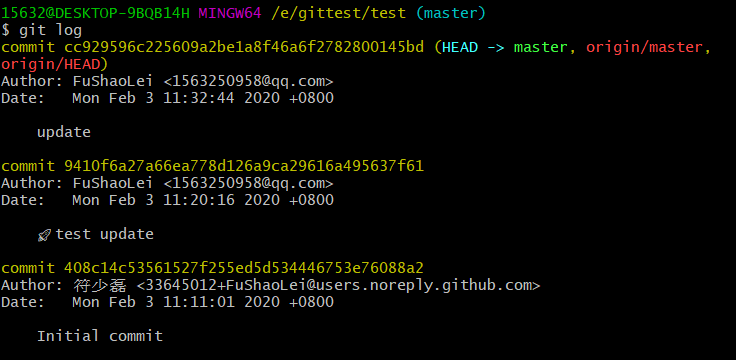 15632@DESKTOP-9BQB14H MINGW64 /e/gittest/test (master)
$ git log
commit cc929596c225609a2be1a8f46a6f2782800145bd (HEAD -> master, origin/master,
origin/HEAD)
Author: FuShaoLei <1563250958@qq.com>
Date:   Mon Feb 3 11:32:44 2020 +0800
    update
commit 9410f6a27a66ea778d126a9ca29616a495637f61
Author: FuShaoLei <1563250958@qq.com>
Date:   Mon Feb 3 11:20:16 2020 +0800
    🚀test update
commit 408c14c53561527f255ed5d534446753e76088a2
Author: 符少磊 <33645012+FuShaoLei@users.noreply.github.com>
Date:   Mon Feb 3 11:11:01 2020 +0800
    Initial commit